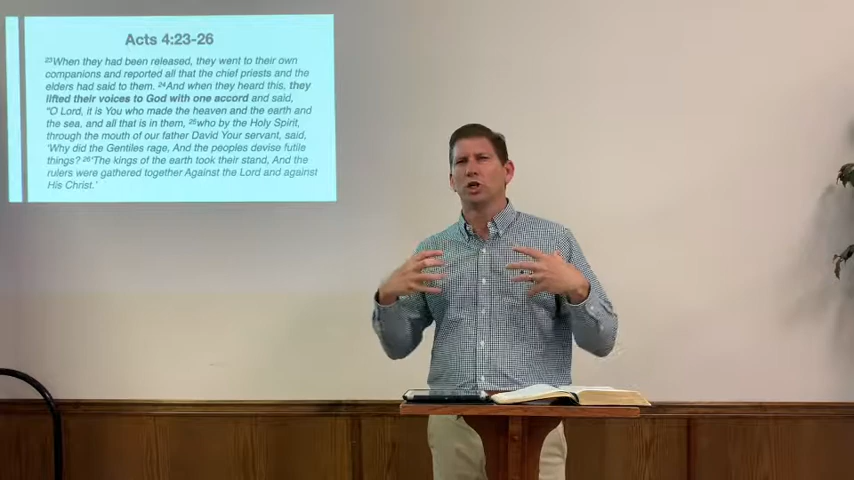 Acts 4:23-26
²³When they had been released, they went to their own
companions and reported all that the chief priests and the
elders had said to them. ²⁴And when they heard this, they
lifted their voices to God with one accord and said,
"O Lord, it is You who made the heaven and the earth and
the sea, and all that is in them, ²⁵who by the Holy Spirit,
through the mouth of our father David Your servant, said,
'Why did the Gentiles rage, And the peoples devise futile
things? ²⁶'The kings of the earth took their stand, And the
rulers were gathered together Against the LORD and against
His Christ.'